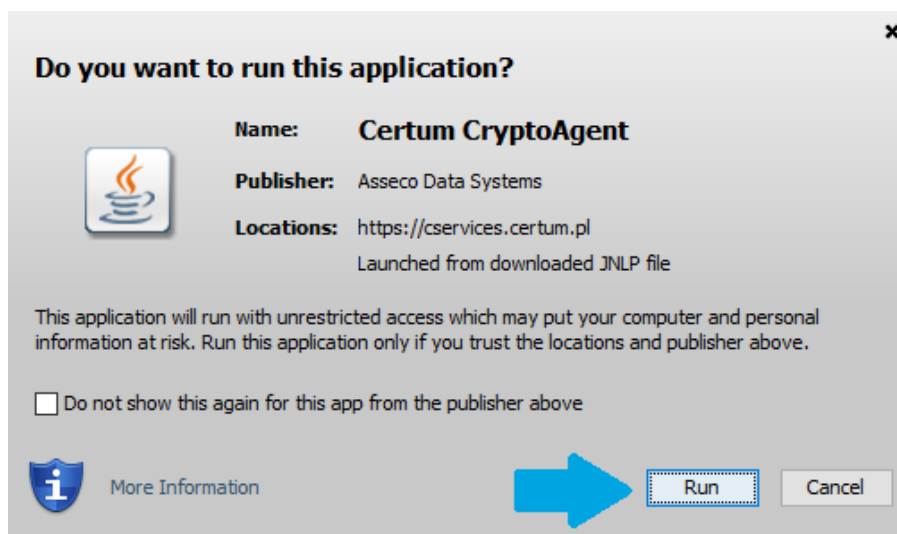 Do you want to run this application?
Name: Certum CryptoAgent
Publisher: Asseco Data Systems
Locations: https://cservices.certum.pl
Launched from downloaded JNLP file
This application will run with unrestricted access which may put your computer and personal
information at risk. Run this application only if you trust the locations and publisher above.
Do not show this again for this app from the publisher above
More Information
Run
Cancel